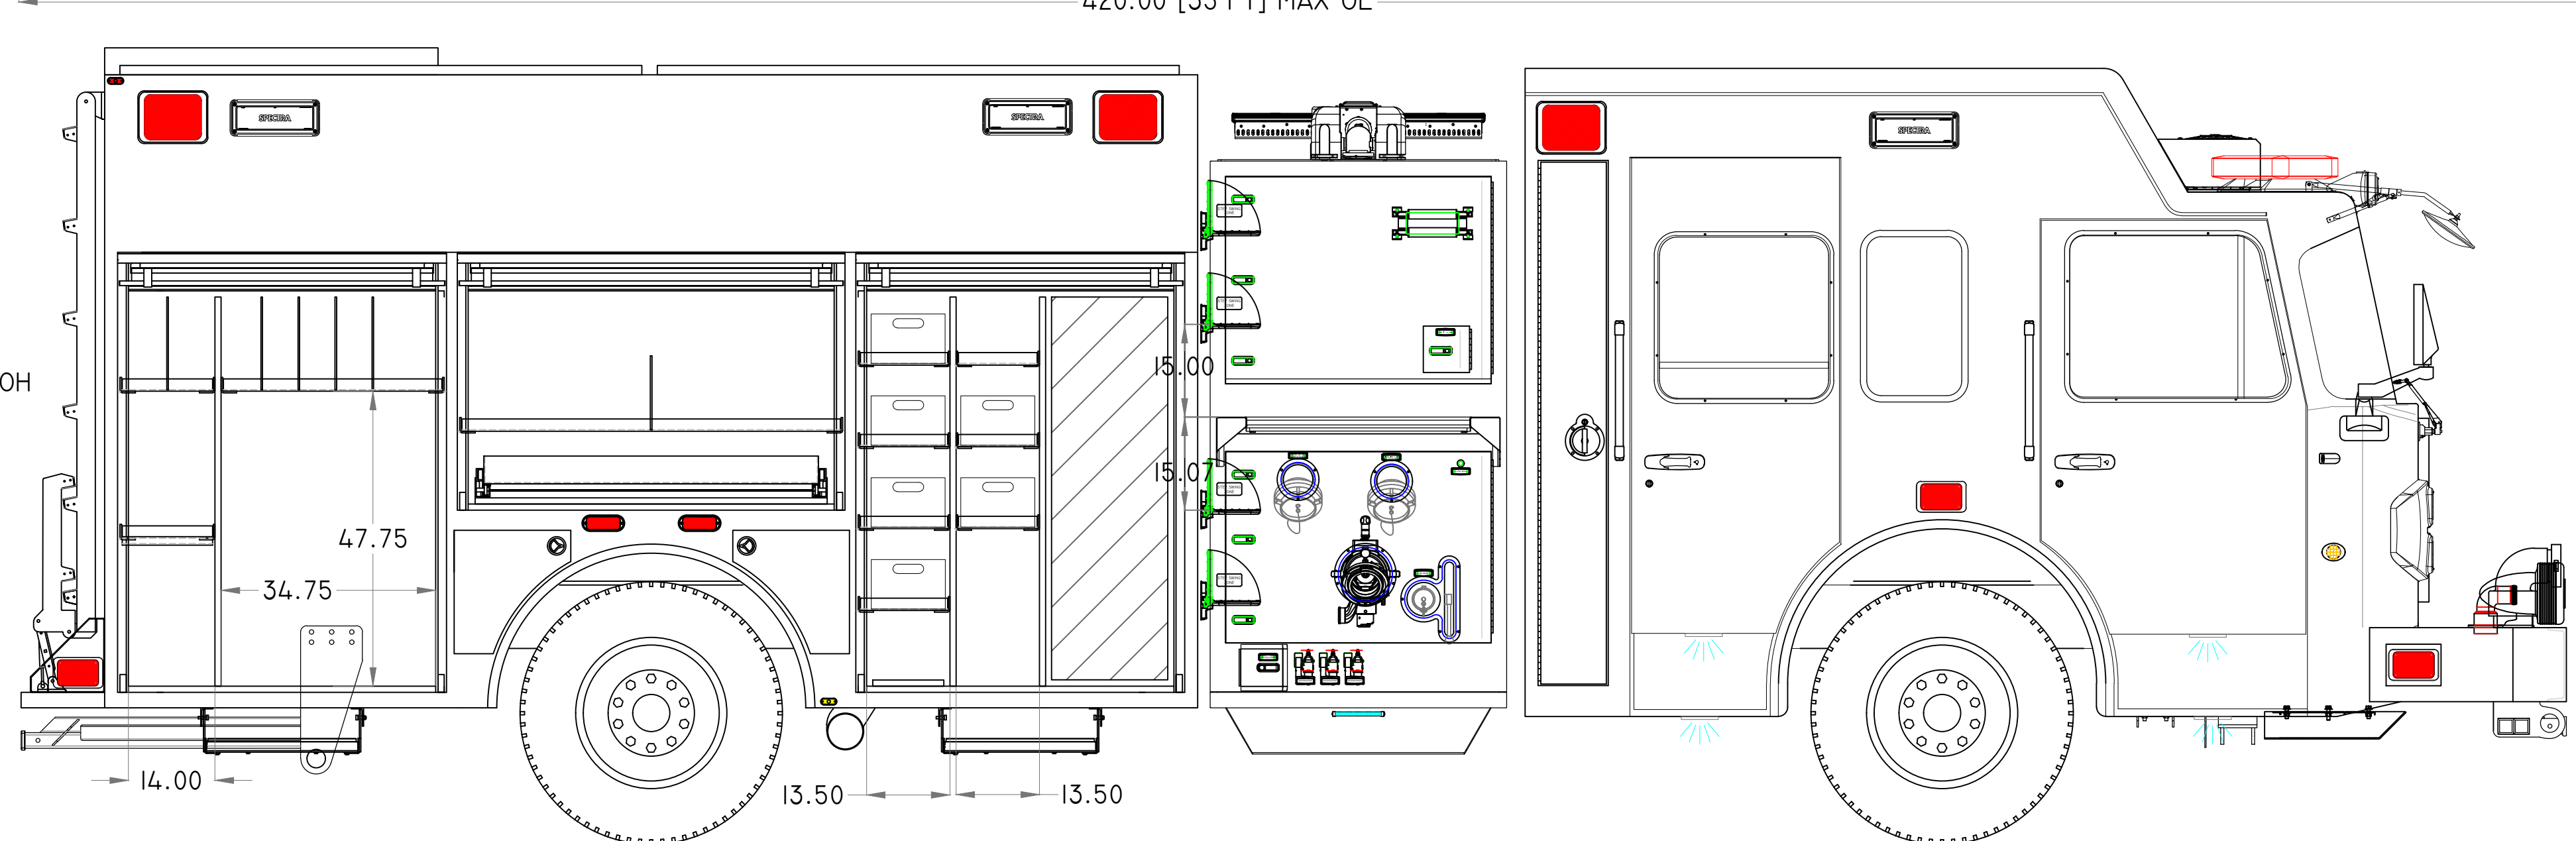 420.00 [35 FT] MAX OL
SPECTRA
SPECTRA
SPECTRA
OH
15.00
15.07
47.75
34.75
14.00
13.50
13.50